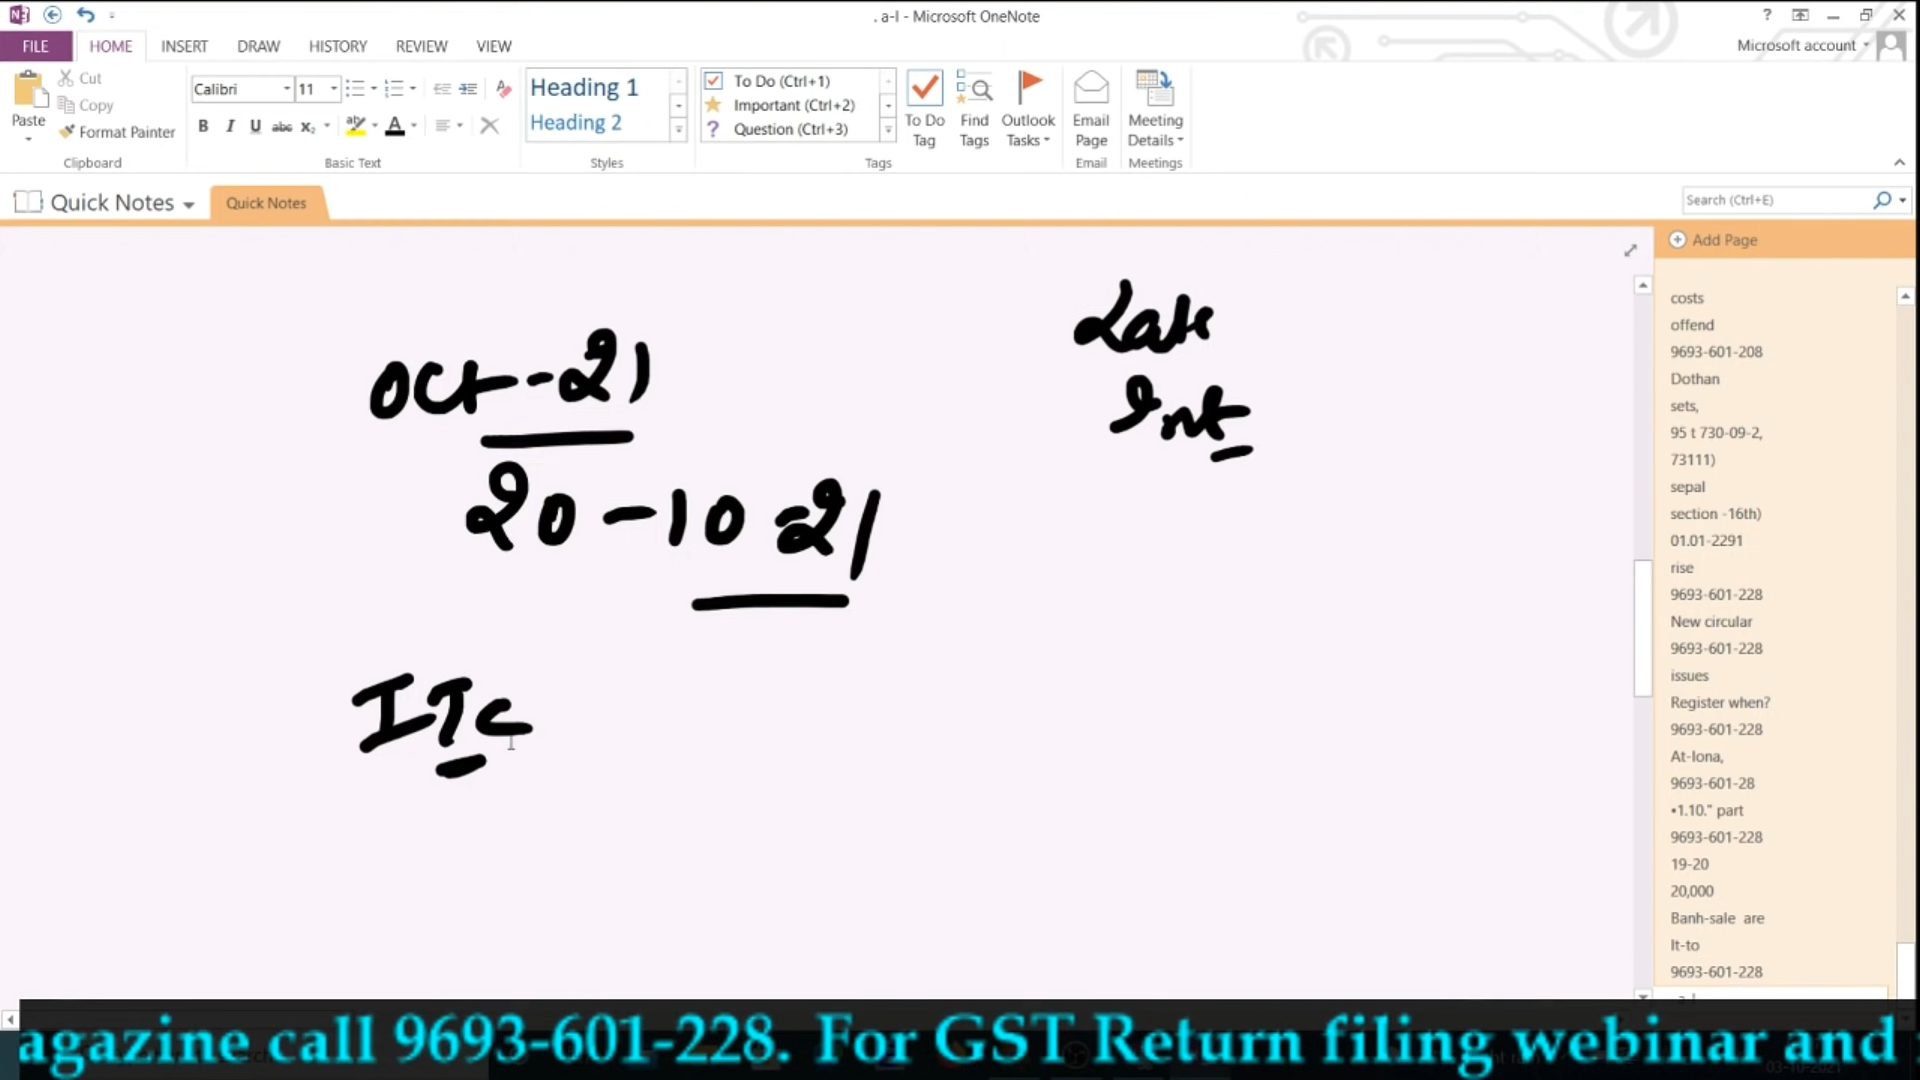 . a-l - Microsoft OneNote
FILE HOME INSERT DRAW HISTORY REVIEW VIEW
Microsoft account
Paste
Cut
Copy
Format Painter
Clipboard
Calibri 11
B I U abc x₂ aby A
Basic Text
Heading 1
Heading 2
Styles
To Do (Ctrl+1)
Important (Ctrl+2)
Question (Ctrl+3)
To Do Tag
Find Tags
Outlook Tasks
Tags
Email Page
Email
Meeting Details
Meetings
Quick Notes
Quick Notes
Search (Ctrl+E)
Add Page
Oct-21
20-10-21
ITC
Late
Int
costs
offend
9693-601-208
Dothan
sets,
95 t 730-09-2,
73111)
sepal
section -16th)
01.01-2291
rise
9693-601-228
New circular
9693-601-228
issues
Register when?
9693-601-228
At-Iona,
9693-601-28
•1.10." part
9693-601-228
19-20
20,000
Banh-sale are
It-to
9693-601-228
agazine call 9693-601-228. For GST Return filing webinar and